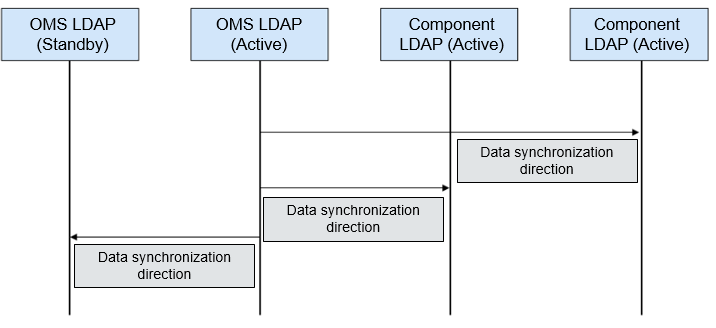 OMS LDAP
(Standby)
OMS LDAP
(Active)
Component
LDAP (Active)
Component
LDAP (Active)
Data synchronization
direction
Data synchronization
direction
Data synchronization
direction